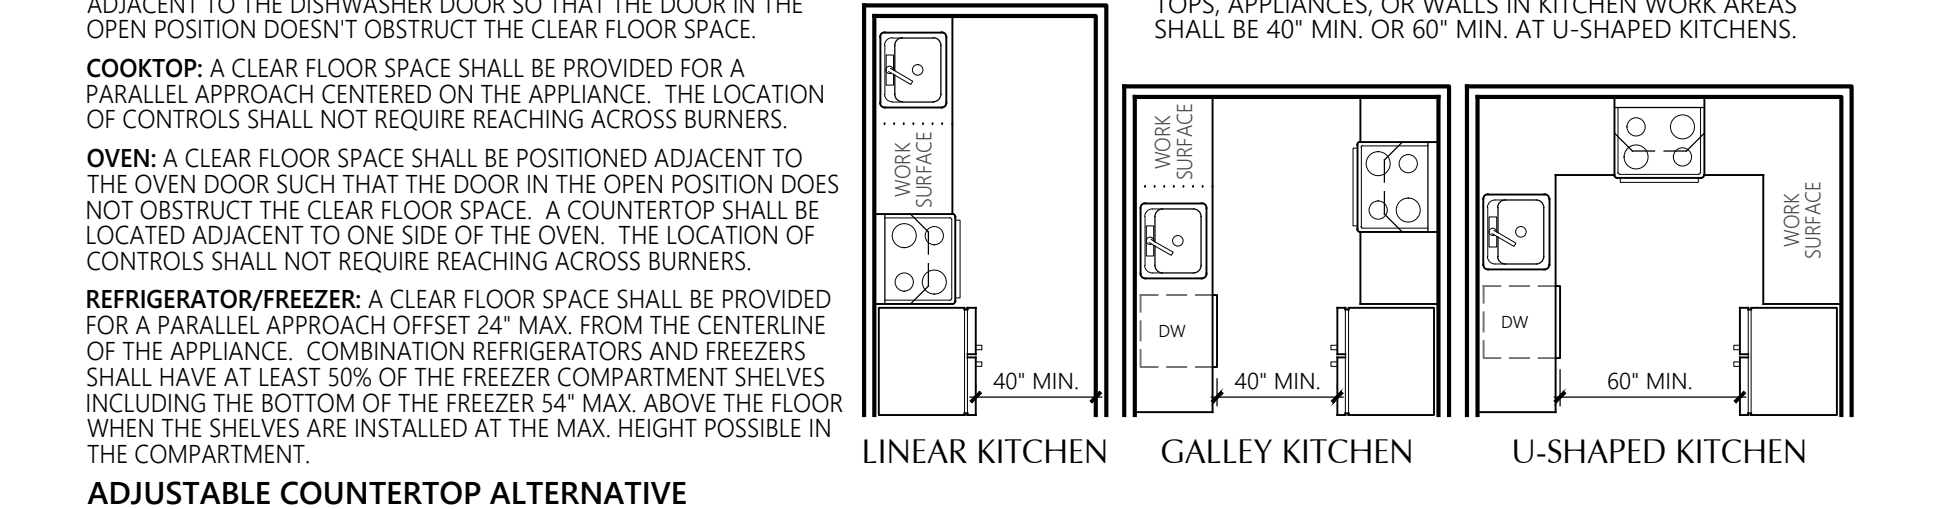 ADJACENT TO THE DISHWASHER DOOR SO THAT THE DOOR IN THE
OPEN POSITION DOESN'T OBSTRUCT THE CLEAR FLOOR SPACE.
COOKTOP: A CLEAR FLOOR SPACE SHALL BE PROVIDED FOR A
PARALLEL APPROACH CENTERED ON THE APPLIANCE. THE LOCATION
OF CONTROLS SHALL NOT REQUIRE REACHING ACROSS BURNERS.
OVEN: A CLEAR FLOOR SPACE SHALL BE POSITIONED ADJACENT TO
THE OVEN DOOR SUCH THAT THE DOOR IN THE OPEN POSITION DOES
NOT OBSTRUCT THE CLEAR FLOOR SPACE. A COUNTERTOP SHALL BE
LOCATED ADJACENT TO ONE SIDE OF THE OVEN. THE LOCATION OF
CONTROLS SHALL NOT REQUIRE REACHING ACROSS BURNERS.
REFRIGERATOR/FREEZER: A CLEAR FLOOR SPACE SHALL BE PROVIDED
FOR A PARALLEL APPROACH OFFSET 24" MAX. FROM THE CENTERLINE
OF THE APPLIANCE. COMBINATION REFRIGERATORS AND FREEZERS
SHALL HAVE AT LEAST 50% OF THE FREEZER COMPARTMENT SHELVES
INCLUDING THE BOTTOM OF THE FREEZER 54" MAX. ABOVE THE FLOOR
WHEN THE SHELVES ARE INSTALLED AT THE MAX. HEIGHT POSSIBLE IN
THE COMPARTMENT.
ADJUSTABLE COUNTERTOP ALTERNATIVE
TOPS, APPLIANCES, OR WALLS IN KITCHEN WORK AREAS
SHALL BE 40" MIN. OR 60" MIN. AT U-SHAPED KITCHENS.
WORK
SURFACE
40" MIN.
LINEAR KITCHEN
WORK
SURFACE
DW
40" MIN.
GALLEY KITCHEN
WORK
SURFACE
DW
60" MIN.
U-SHAPED KITCHEN